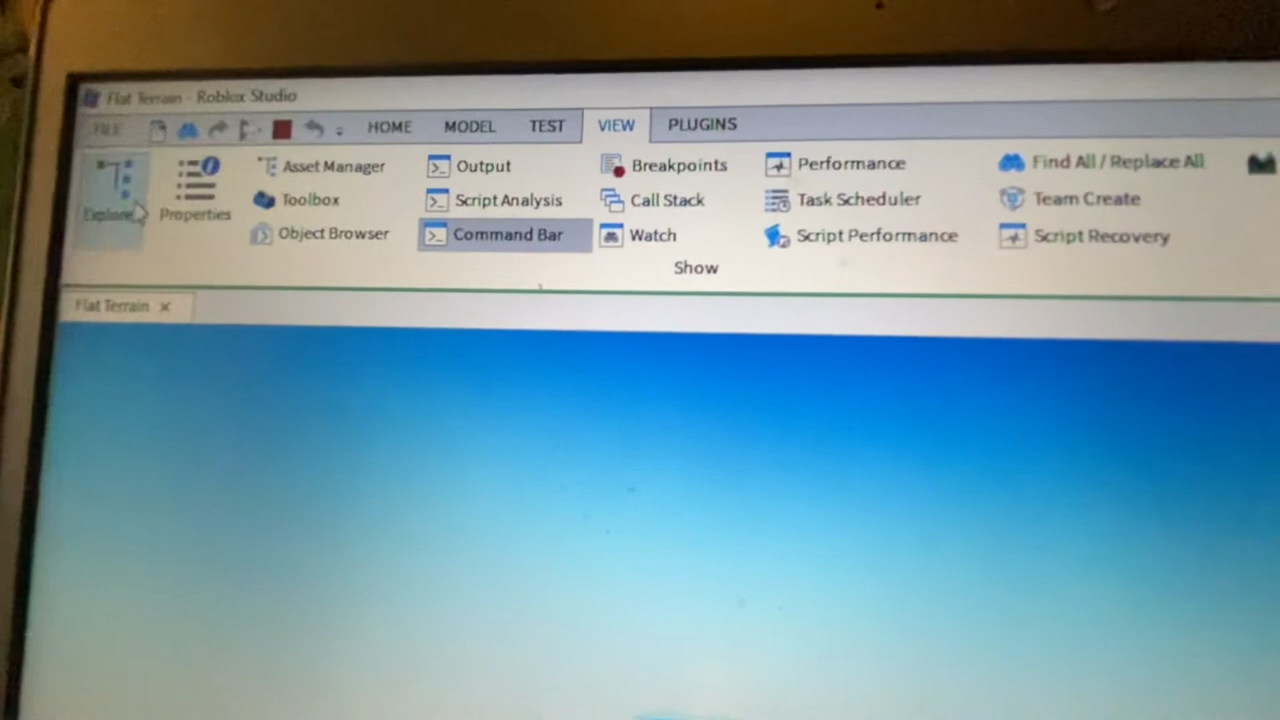 Flat Terrain - Roblox Studio
FILE HOME MODEL TEST VIEW PLUGINS
Explorer
Properties
Asset Manager
Toolbox
Object Browser
Output
Script Analysis
Command Bar
Breakpoints
Call Stack
Watch
Performance
Task Scheduler
Script Performance
Find All / Replace All
Team Create
Script Recovery
Show
Flat Terrain